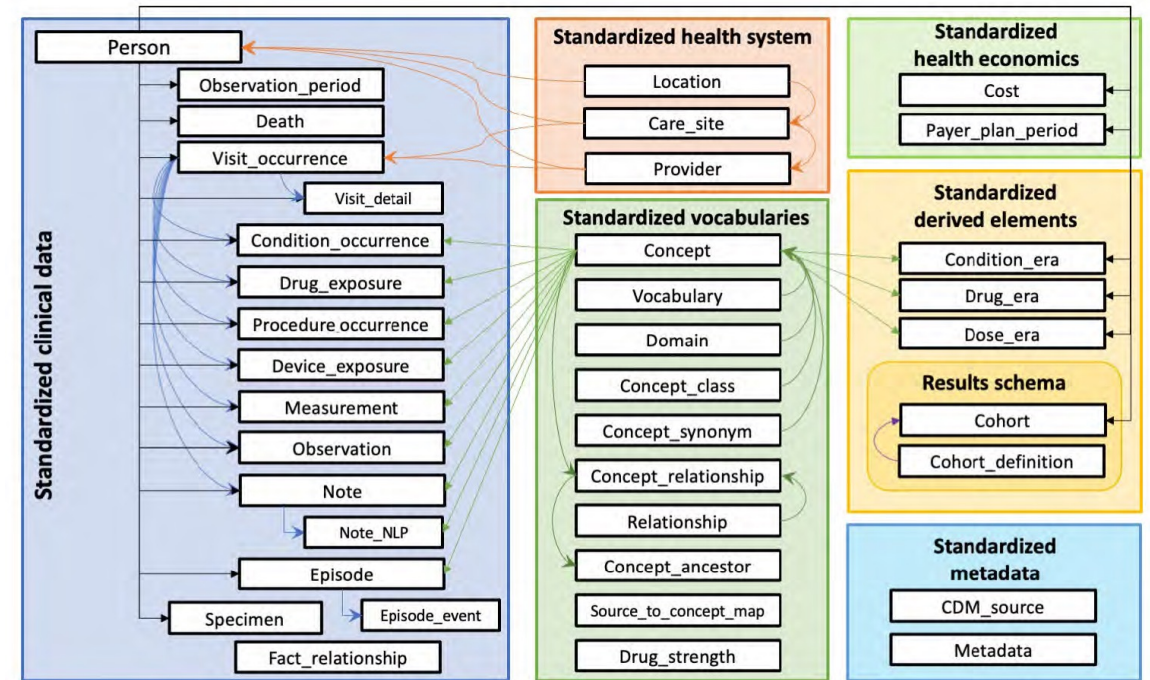 Standardized clinical data
Person
Observation_period
Death
Visit_occurrence
Visit_detail
Condition_occurrence
Drug_exposure
Procedure occurrence
Device_exposure
Measurement
Observation
Note
Note_NLP
Episode
Episode_event
Specimen
Fact_relationship
Standardized health system
Location
Care_site
Provider
Standardized vocabularies
Concept
Vocabulary
Domain
Concept_class
Concept_synonym
Concept_relationship
Relationship
Concept_ancestor
Source_to_concept_map
Drug_strength
Standardized
health economics
Cost
Payer_plan_period
Standardized
derived elements
Condition_era
Drug_era
Dose_era
Results schema
Cohort
Cohort_definition
Standardized
metadata
CDM_source
Metadata